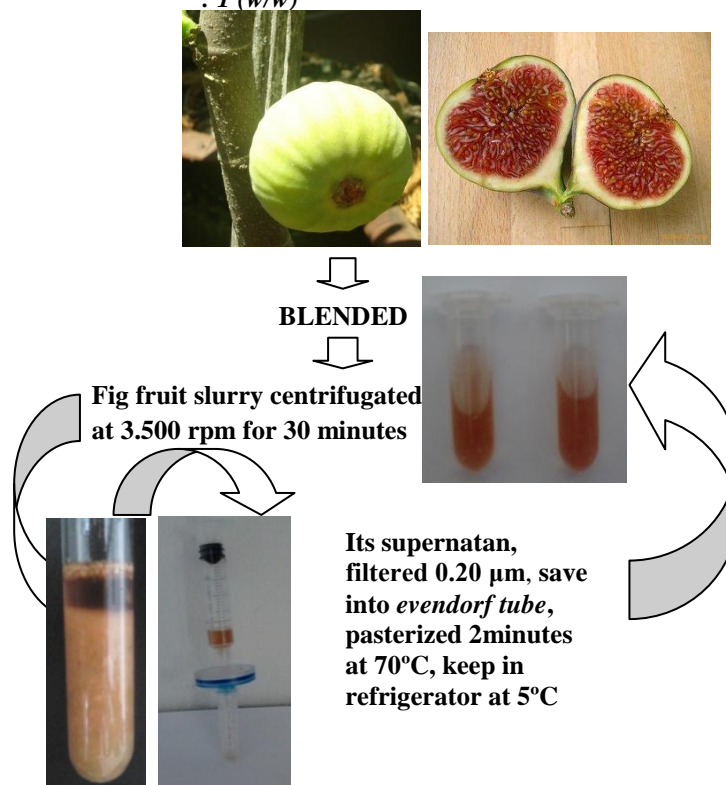 : 1 (w/w)
BLENDED
Fig fruit slurry centrifugated
at 3.500 rpm for 30 minutes
Its supernatan,
filtered 0.20 µm, save
into evendorf tube,
pasterized 2minutes
at 70ºC, keep in
refrigerator at 5ºC